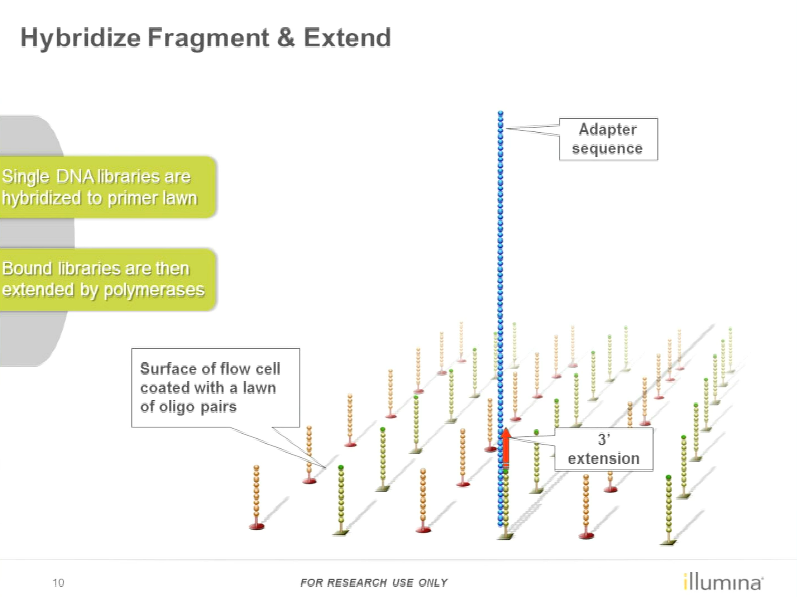 Hybridize Fragment & Extend
Single DNA libraries are
hybridized to primer lawn
Bound libraries are then
extended by polymerases
Adapter
sequence
Surface of flow cell
coated with a lawn
of oligo pairs
3’
extension
10
FOR RESEARCH USE ONLY
illumina®